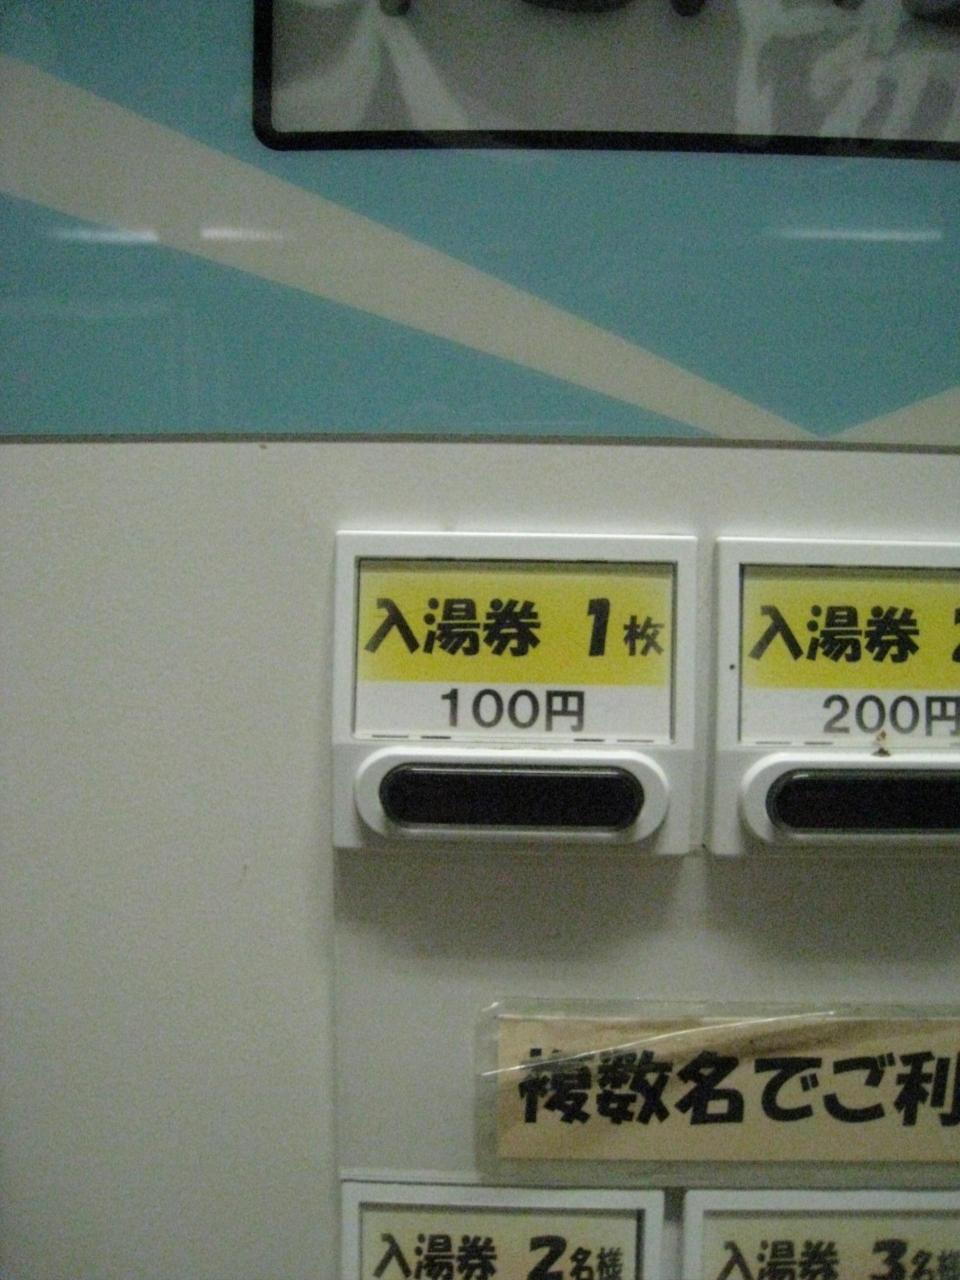 入湯券 1枚
100円
入湯券
200円
複数名でご利
入湯券 2名様
入湯券 3名様